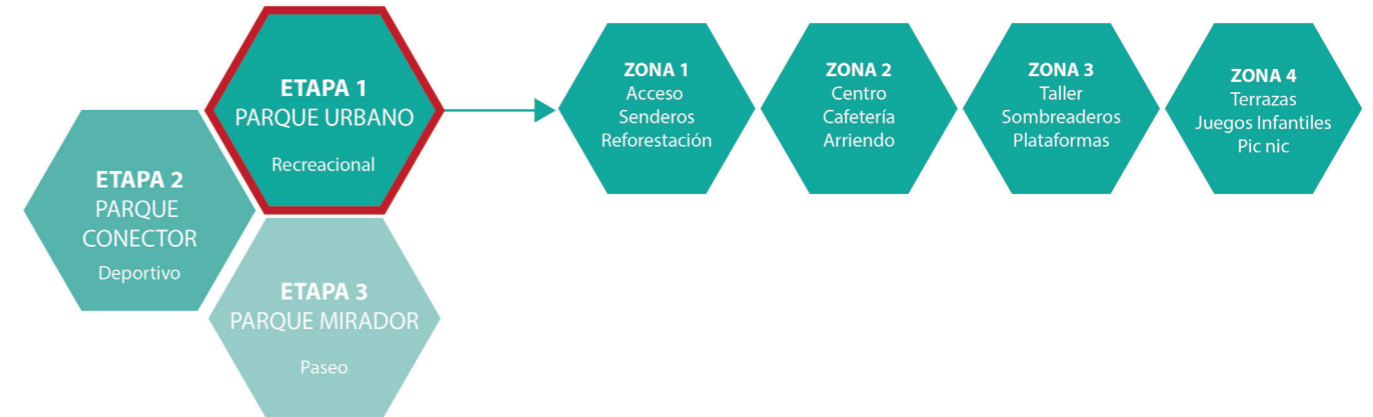 ETAPA 1
PARQUE URBANO
Recreacional
ETAPA 2
PARQUE
CONECTOR
Deportivo
ETAPA 3
PARQUE MIRADOR
Paseo
ZONA 1
Acceso
Senderos
Reforestación
ZONA 2
Centro
Cafetería
Arriendo
ZONA 3
Taller
Sombreaderos
Plataformas
ZONA 4
Terrazas
Juegos Infantiles
Pic nic